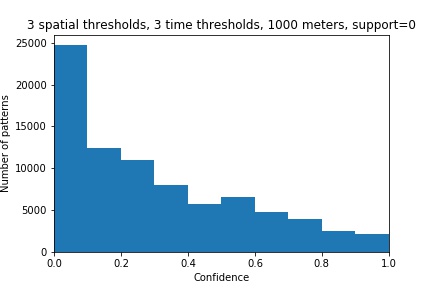 3 spatial thresholds, 3 time thresholds, 1000 meters, support=0
25000
20000
15000
10000
5000
0
Number of patterns
0.0 0.2 0.4 0.6 0.8 1.0
Confidence